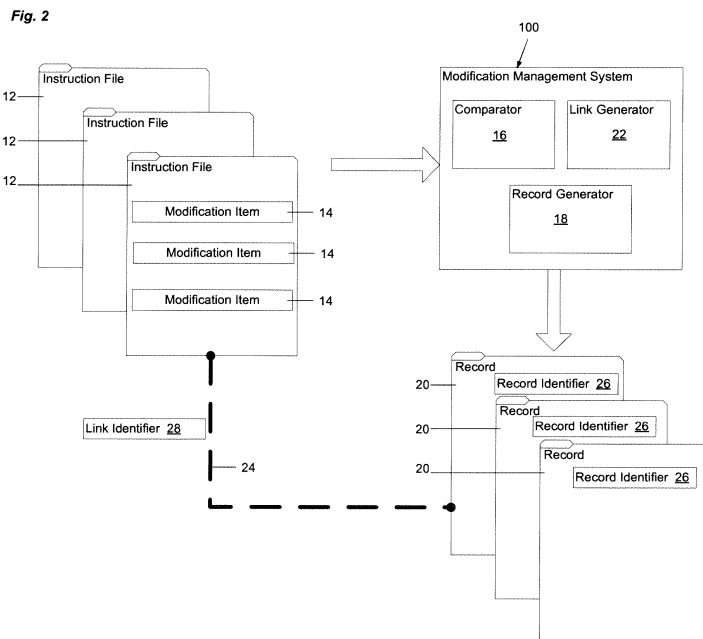 Fig. 2
100
Instruction File
12
Instruction File
12
Instruction File
12
Modification Item
14
Modification Item
14
Modification Item
14
Modification Management System
Comparator
16
Link Generator
22
Record Generator
18
Link Identifier 28
24
Record
20
Record Identifier 26
Record
20
Record Identifier 26
Record
20
Record Identifier 26